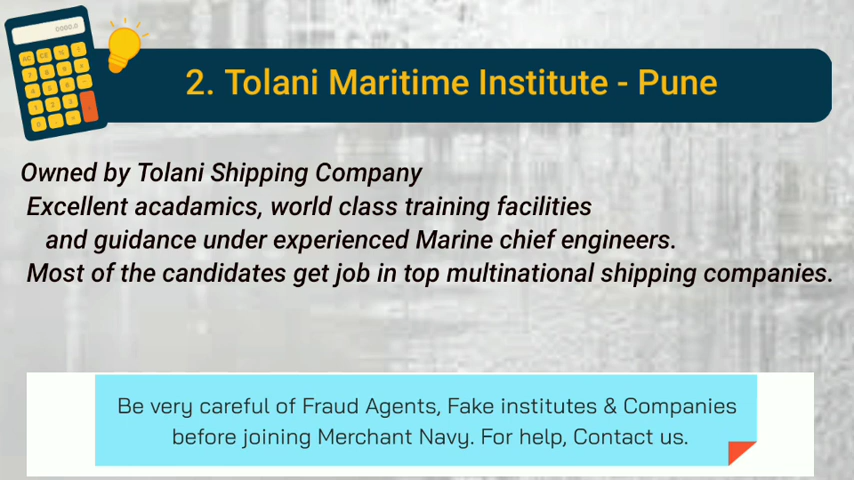 2. Tolani Maritime Institute - Pune
Owned by Tolani Shipping Company
Excellent acadamics, world class training facilities
and guidance under experienced Marine chief engineers.
Most of the candidates get job in top multinational shipping companies.
Be very careful of Fraud Agents, Fake institutes & Companies
before joining Merchant Navy. For help, Contact us.